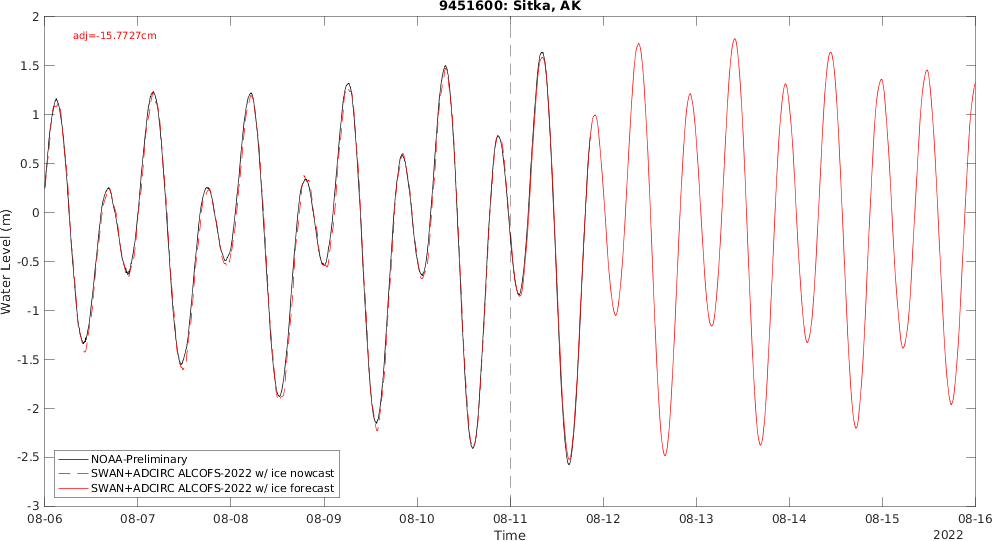 9451600: Sitka, AK
adj=-15.7727cm
2
1.5
1
0.5
0
-0.5
-1
-1.5
-2
-2.5
-3
Water Level (m)
NOAA-Preliminary
SWAN+ADCIRC ALCOFS-2022 w/ ice nowcast
SWAN+ADCIRC ALCOFS-2022 w/ ice forecast
08-06 08-07 08-08 08-09 08-10 08-11 08-12 08-13 08-14 08-15 08-16
Time
2022